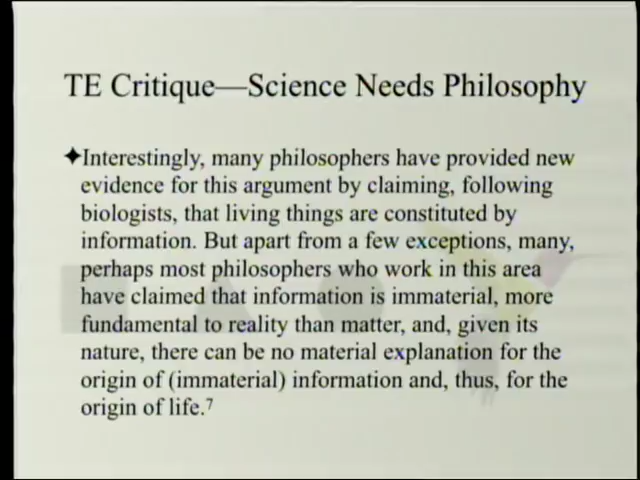 TE Critique—Science Needs Philosophy
✦Interestingly, many philosophers have provided new
evidence for this argument by claiming, following
biologists, that living things are constituted by
information. But apart from a few exceptions, many,
perhaps most philosophers who work in this area
have claimed that information is immaterial, more
fundamental to reality than matter, and, given its
nature, there can be no material explanation for the
origin of (immaterial) information and, thus, for the
origin of life.⁷